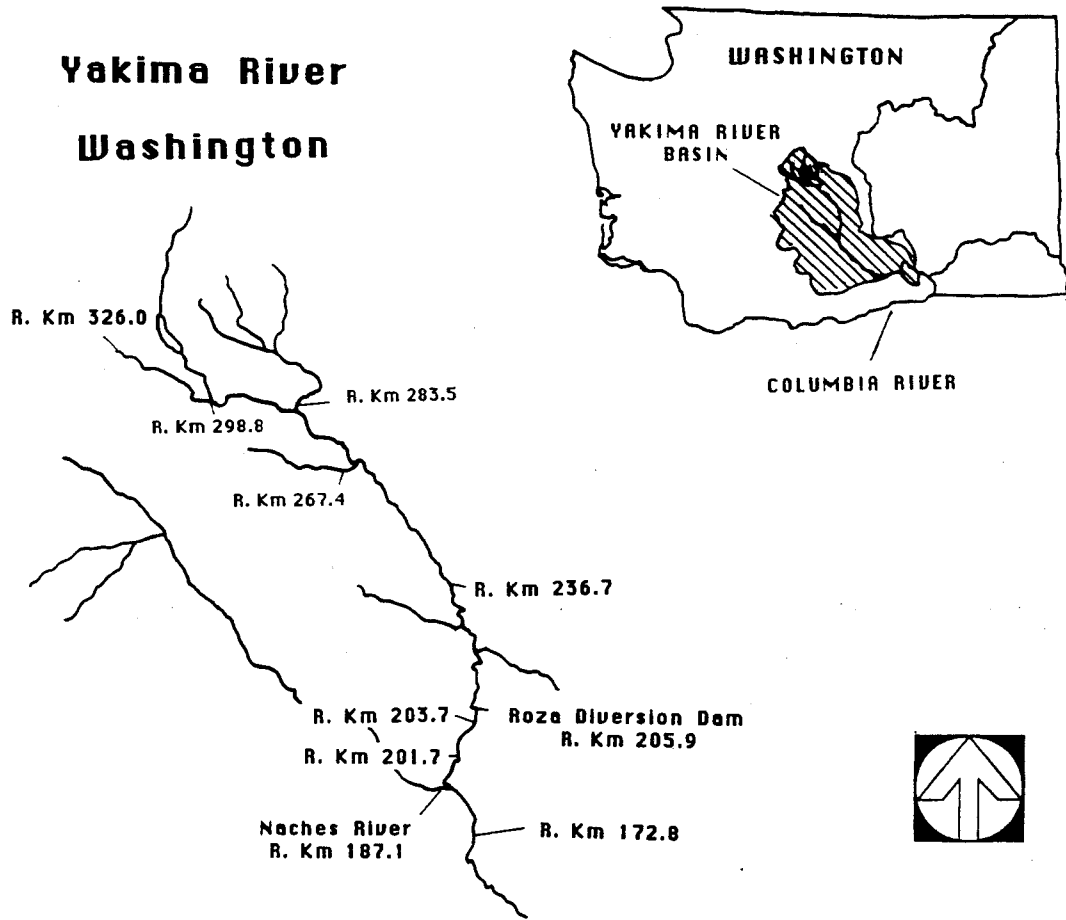 Yakima River
Washington
WASHINGTON
YAKIMA RIVER
BASIN
COLUMBIA RIVER
R. Km 326.0
R. Km 283.5
R. Km 298.8
R. Km 267.4
R. Km 236.7
R. Km 203.7
Roza Diversion Dam
R. Km 205.9
R. Km 201.7
Naches River
R. Km 187.1
R. Km 172.8